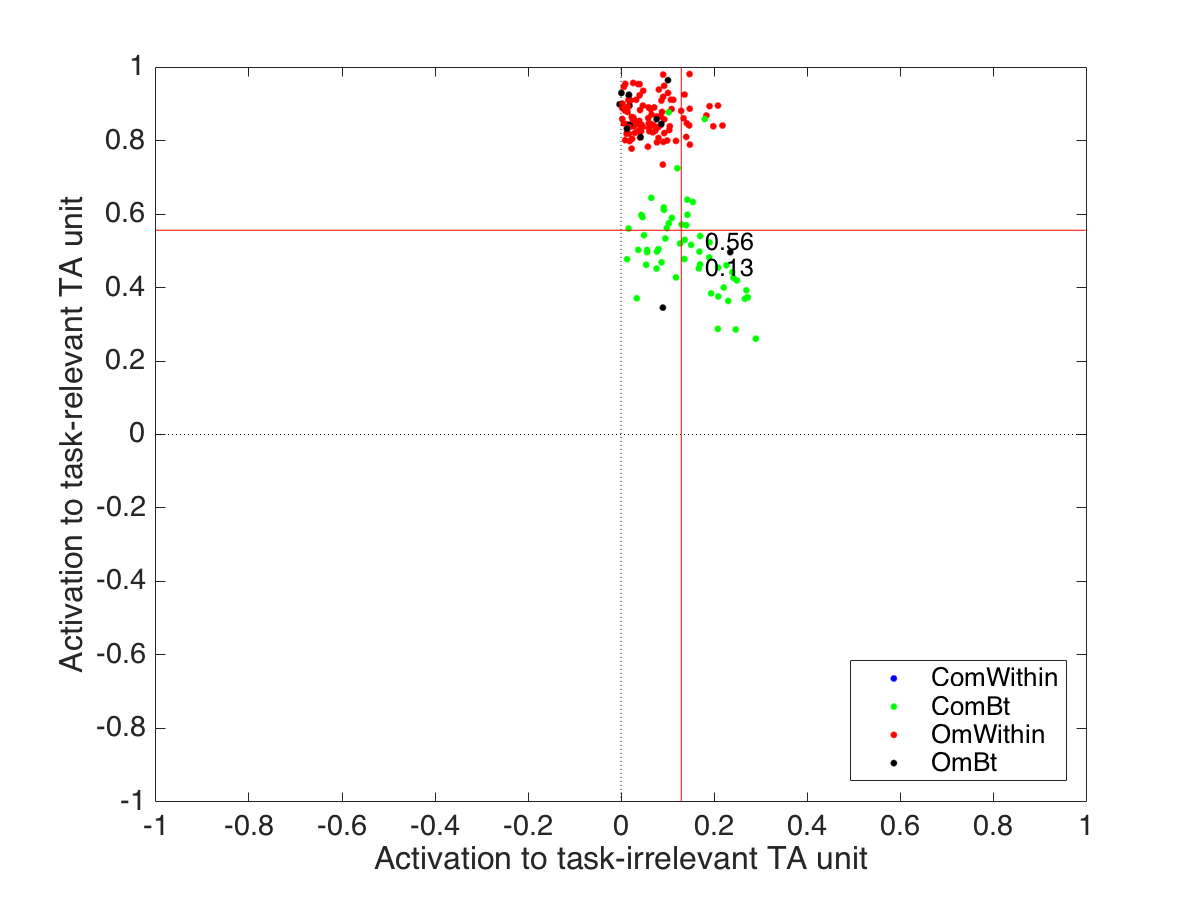 1
0.8
0.6
0.4
0.2
0
-0.2
-0.4
-0.6
-0.8
-1
Activation to task-relevant TA unit
0.56
0.13
ComWithin
ComBt
OmWithin
OmBt
-1 -0.8 -0.6 -0.4 -0.2 0 0.2 0.4 0.6 0.8 1
Activation to task-irrelevant TA unit